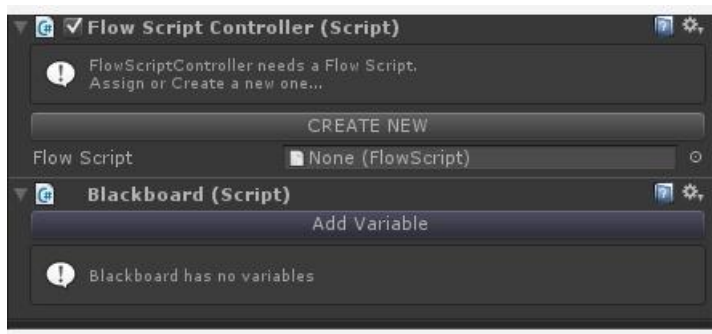 Flow Script Controller (Script)
FlowScriptController needs a Flow Script.
Assign or Create a new one...
CREATE NEW
Flow Script None (FlowScript)
Blackboard (Script)
Add Variable
Blackboard has no variables